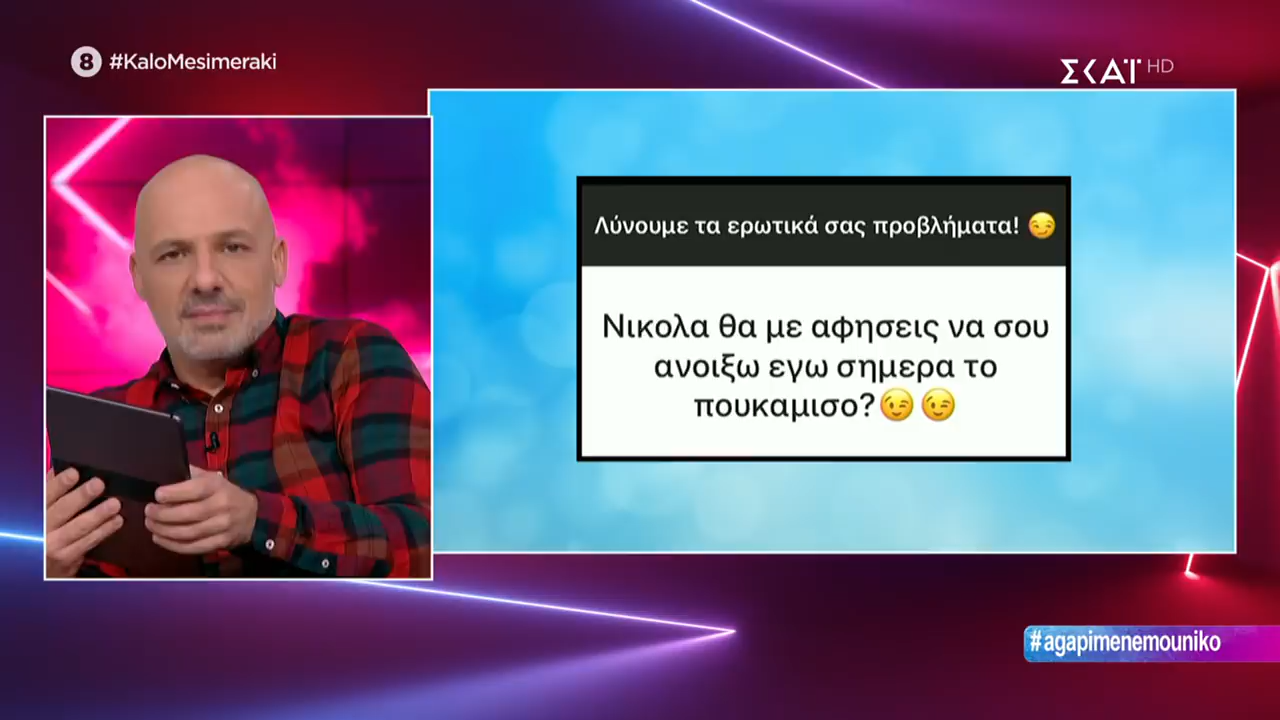 8 #KaloMesimeraki
ΣΚΑΪ HD
Λύνουμε τα ερωτικά σας προβλήματα! 😏
Νικολα θα με αφησεις να σου
ανοιξω εγω σημερα το
πουκαμισο?😉😉
#agapimenemouniko